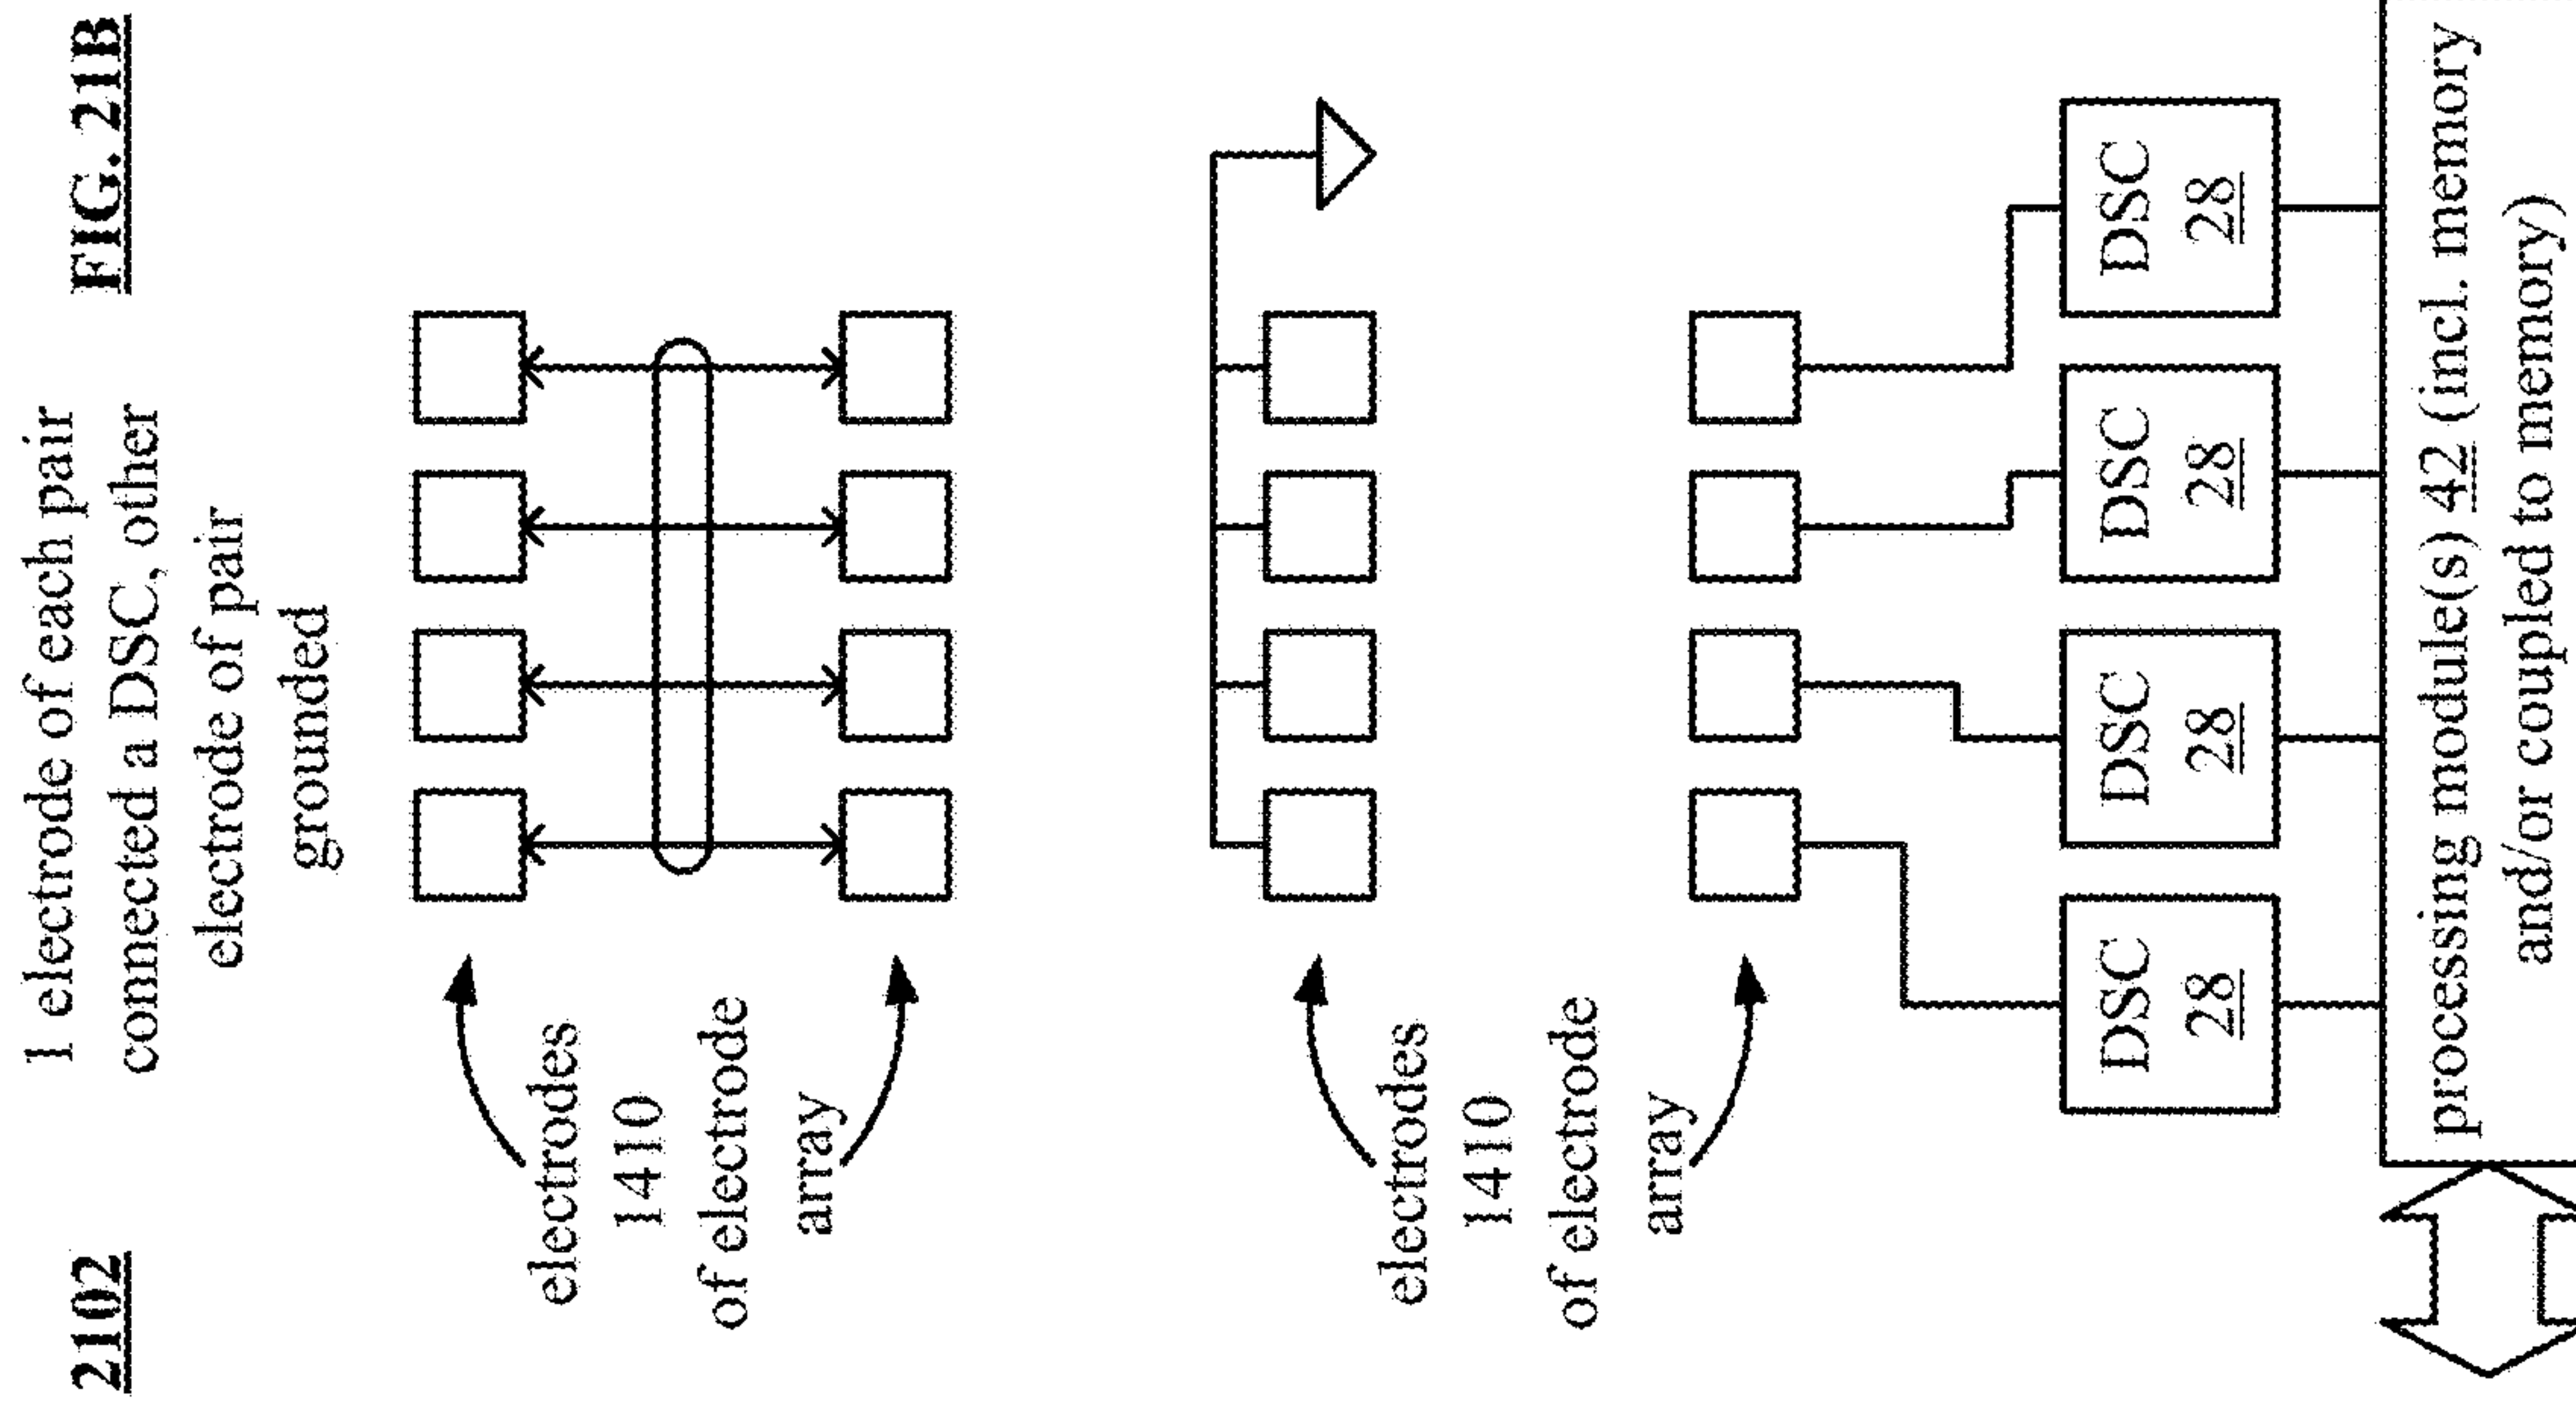 2102
FIG. 21B
1 electrode of each pair
connected a DSC, other
electrode of pair
grounded
electrodes
1410
of electrode
array
electrodes
1410
of electrode
array
DSC
28
DSC
28
DSC
28
DSC
28
processing module(s) 42 (incl. memory
and/or coupled to memory)